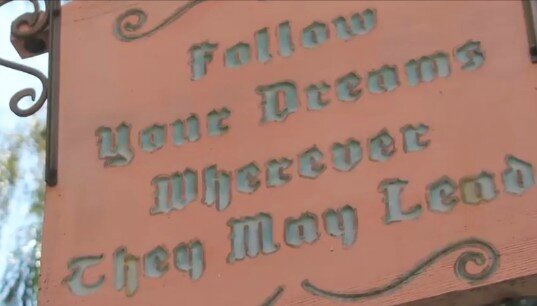 Follow
Your Dreams
Wherever
They May Lead